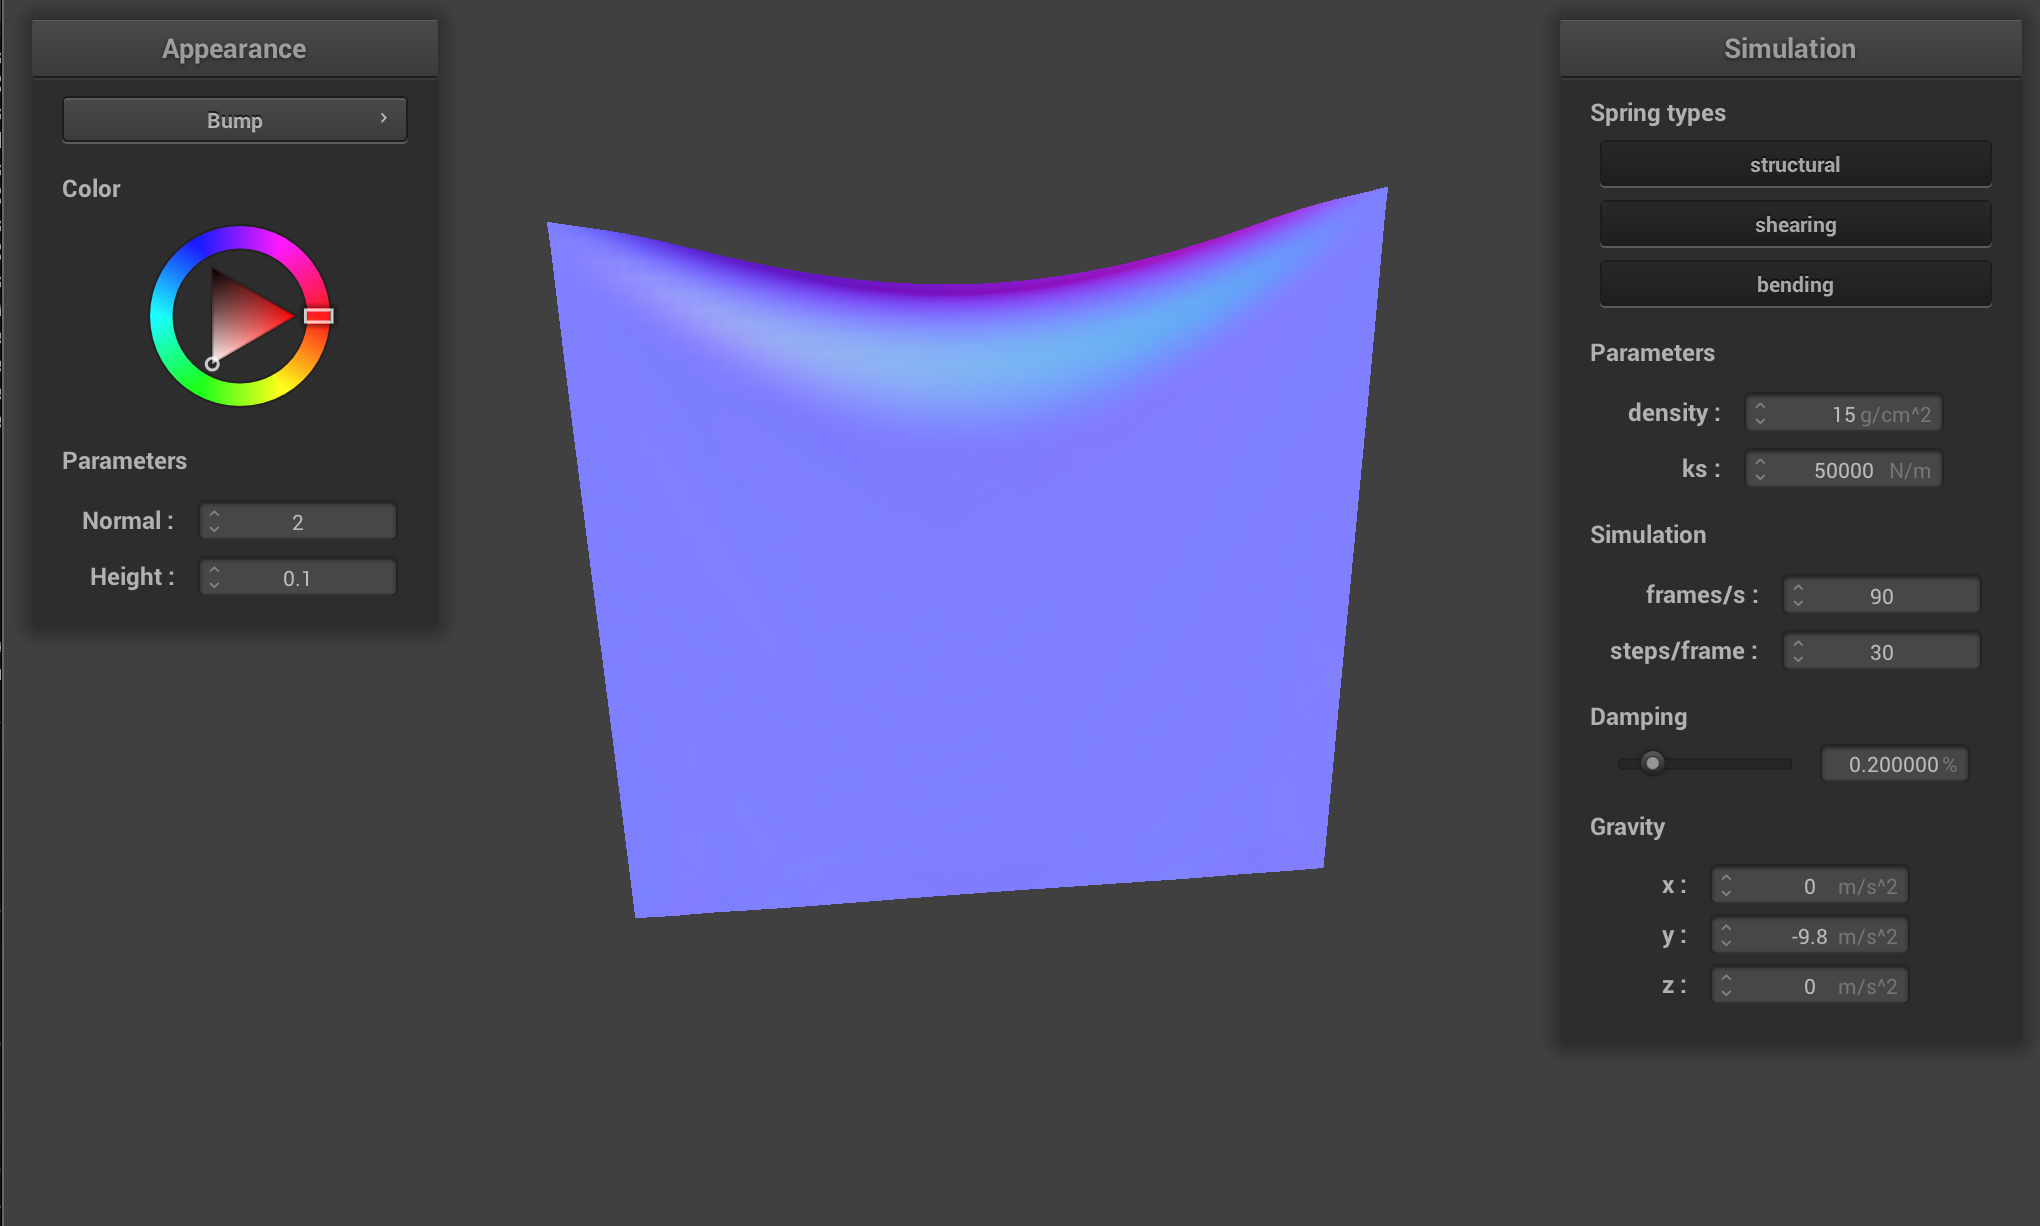 Appearance
Bump
Color
Parameters
Normal : 2
Height : 0.1
Simulation
Spring types
structural
shearing
bending
Parameters
density : 15 g/cm^2
ks : 50000 N/m
Simulation
frames/s : 90
steps/frame : 30
Damping
0.200000 %
Gravity
x : 0 m/s^2
y : -9.8 m/s^2
z : 0 m/s^2